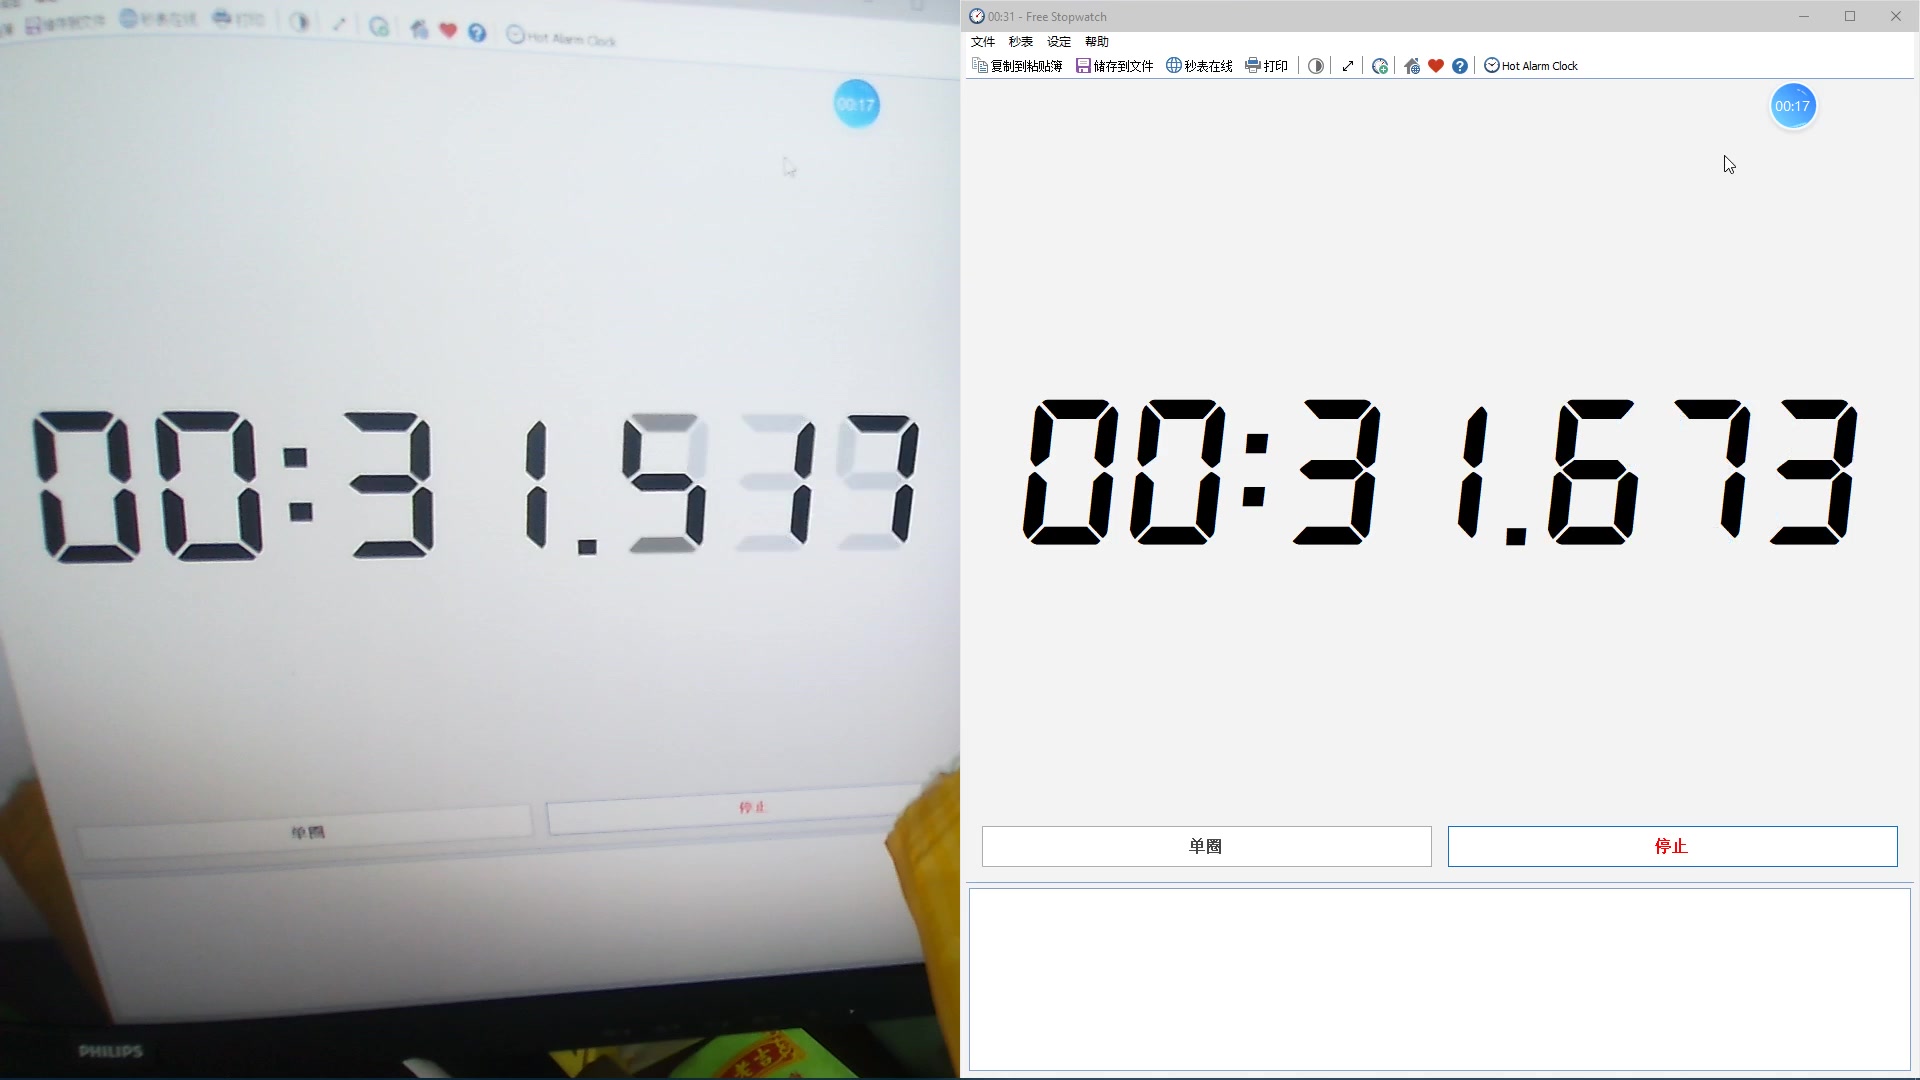 储存到文件 秒表在线 打印 Hot Alarm Clock
00:17
单圈 停止
PHILIPS
00:31 - Free Stopwatch
文件 秒表 设定 帮助
复制到粘贴簿 储存到文件 秒表在线 打印 Hot Alarm Clock
00:17
00:31.673
单圈 停止